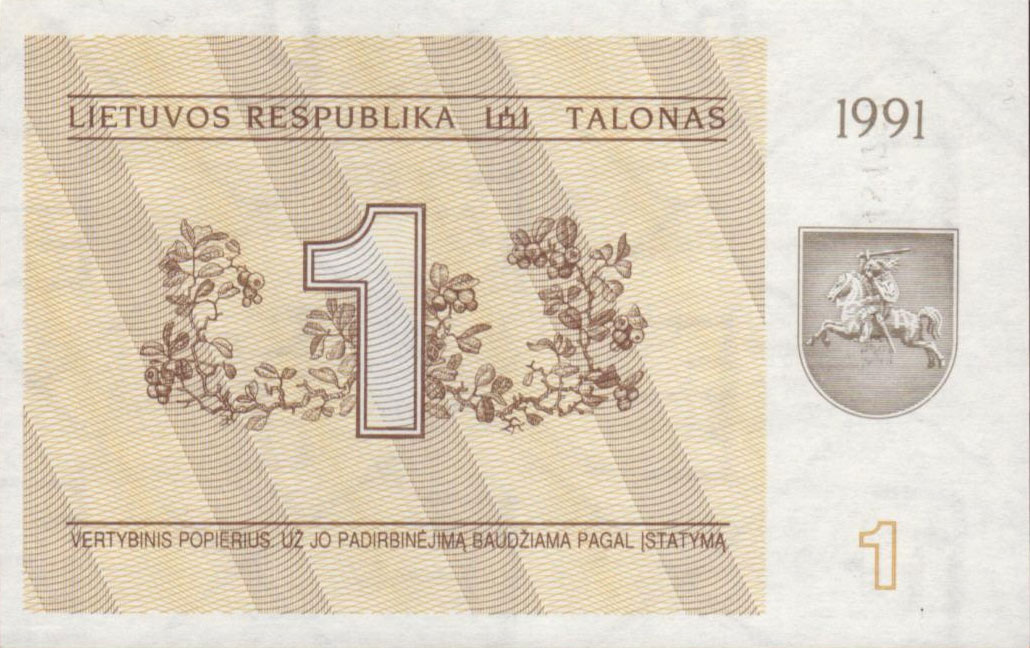 LIETUVOS RESPUBLIKA TALONAS
1991
1
VERTYBINIS POPIERIUS. UŽ JO PADIRBINĖJIMĄ BAUDŽIAMA PAGAL ĮSTATYMĄ
1